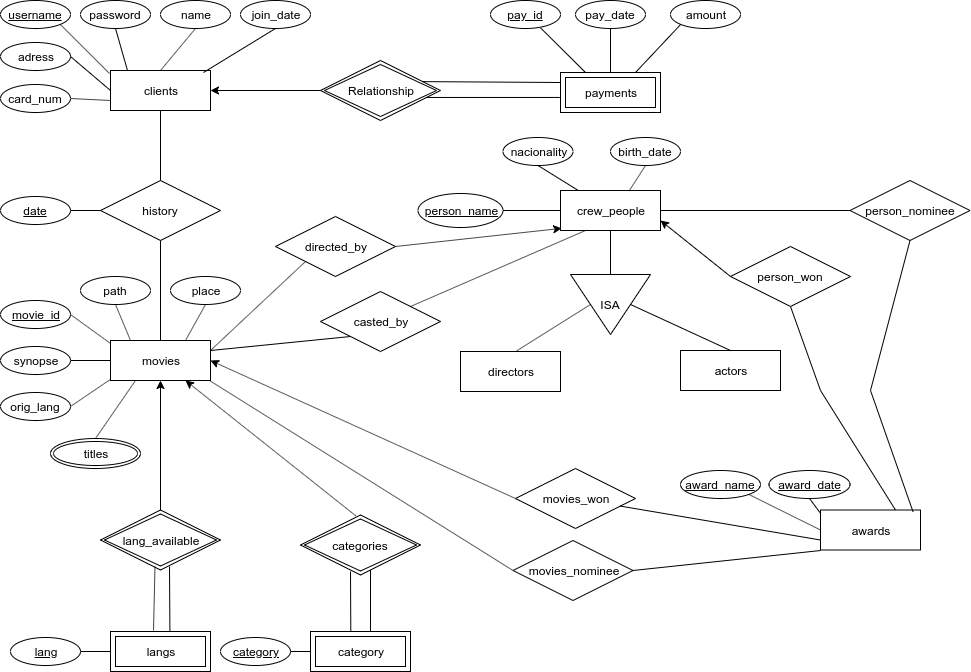 username
password
name
join_date
pay_id
pay_date
amount
adress
card_num
clients
Relationship
payments
nacionality
birth_date
date
history
person_name
crew_people
person_nominee
directed_by
person_won
path
place
movie_id
casted_by
ISA
synopse
movies
directors
actors
orig_lang
titles
award_name
award_date
movies_won
awards
lang_available
categories
movies_nominee
lang
langs
category
category